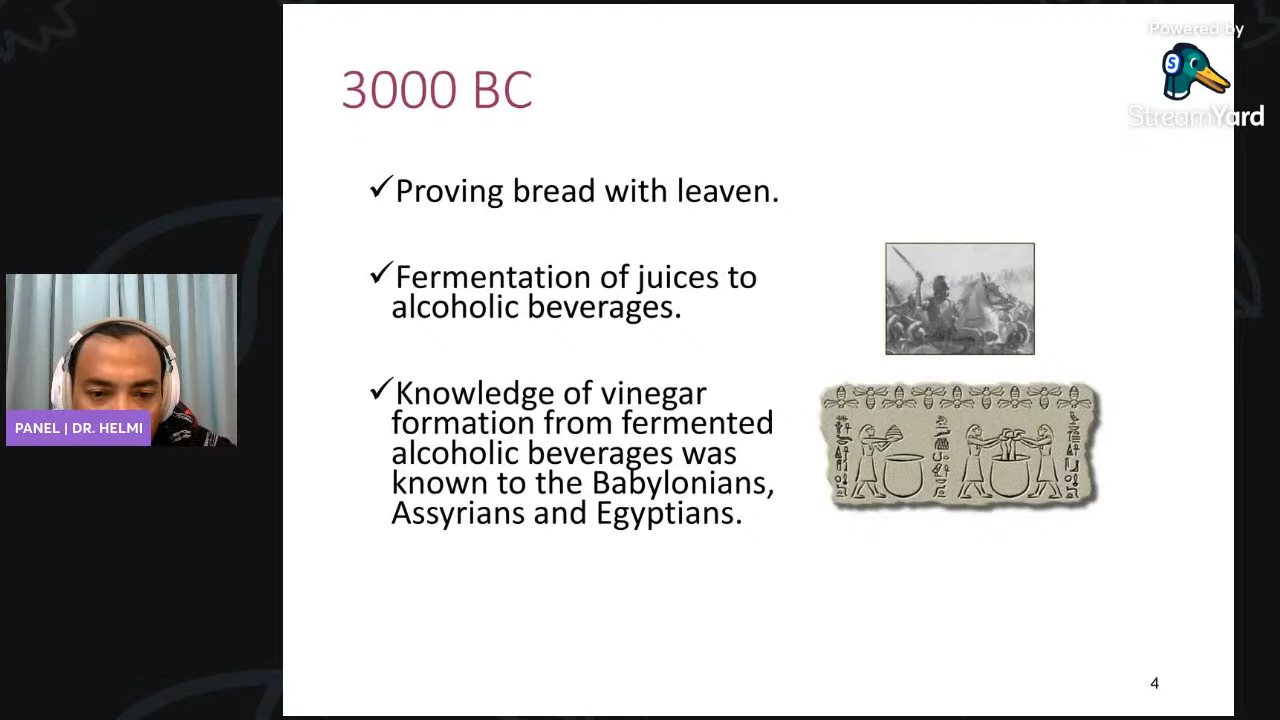 Powered by
S
StreamYard
3000 BC
✓Proving bread with leaven.
✓Fermentation of juices to
alcoholic beverages.
✓Knowledge of vinegar
formation from fermented
alcoholic beverages was
known to the Babylonians,
Assyrians and Egyptians.
PANEL | DR. HELMI
4